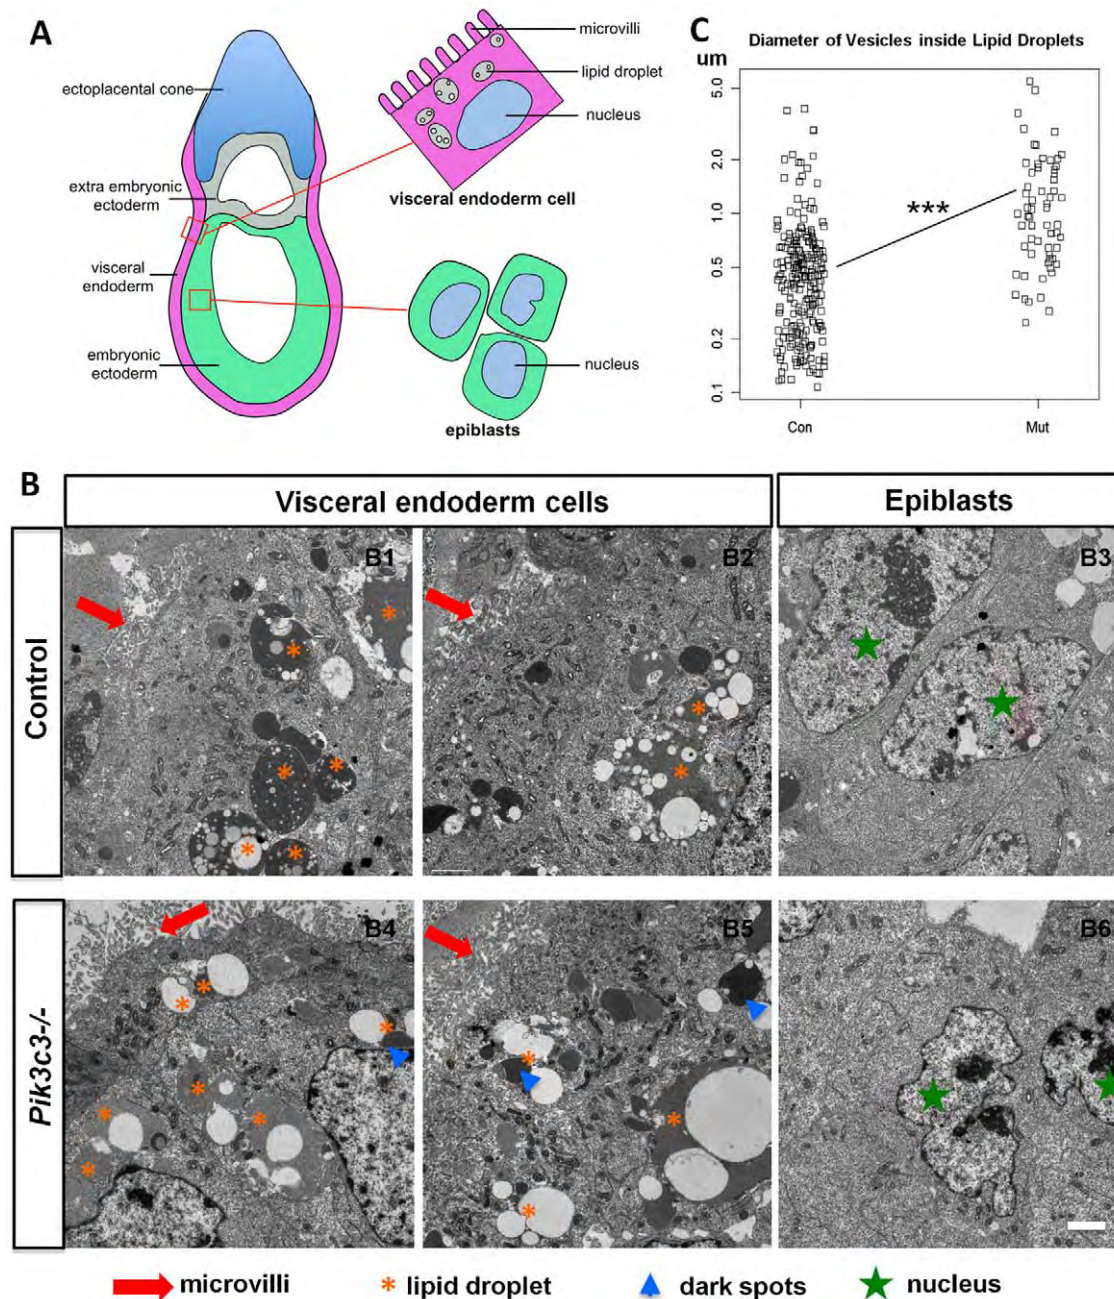 A
ectoplacental cone
extra embryonic
ectoderm
visceral
endoderm
embryonic
ectoderm
microvilli
lipid droplet
nucleus
visceral endoderm cell
nucleus
epiblasts
C
Diameter of Vesicles inside Lipid Droplets
um
5.0
2.0
1.0
0.5
0.2
0.1
***
Con
Mut
B
Visceral endoderm cells
Epiblasts
Control
B1
B2
B3
Pik3c3-/-
B4
B5
B6
microvilli
* lipid droplet
dark spots
nucleus